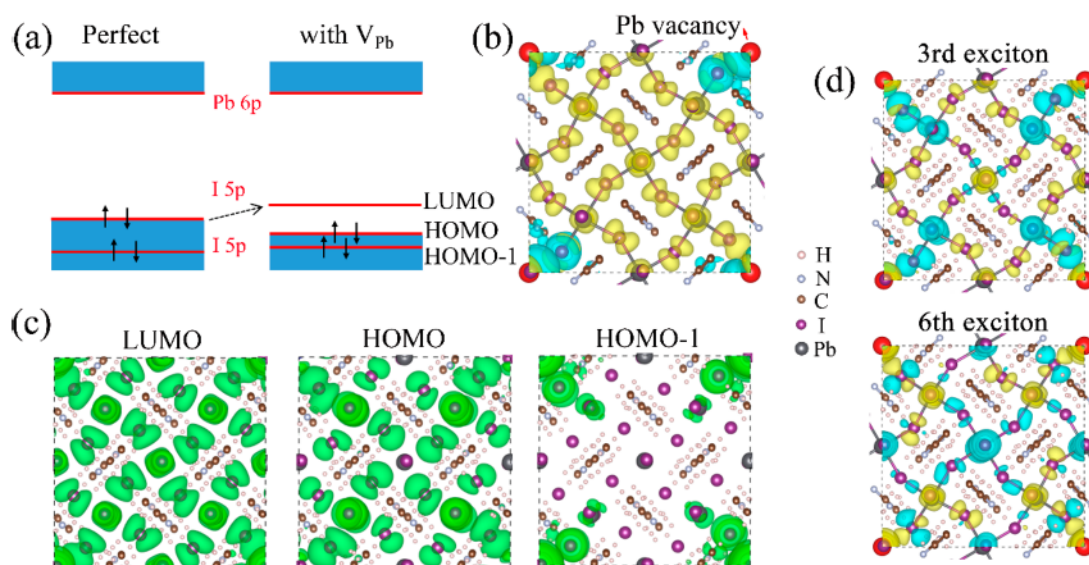 (a)
Perfect
with V_Pb
Pb 6p
I 5p
I 5p
LUMO
HOMO
HOMO-1
(b)
Pb vacancy
(c)
LUMO
HOMO
HOMO-1
(d)
3rd exciton
H
N
C
I
Pb
6th exciton